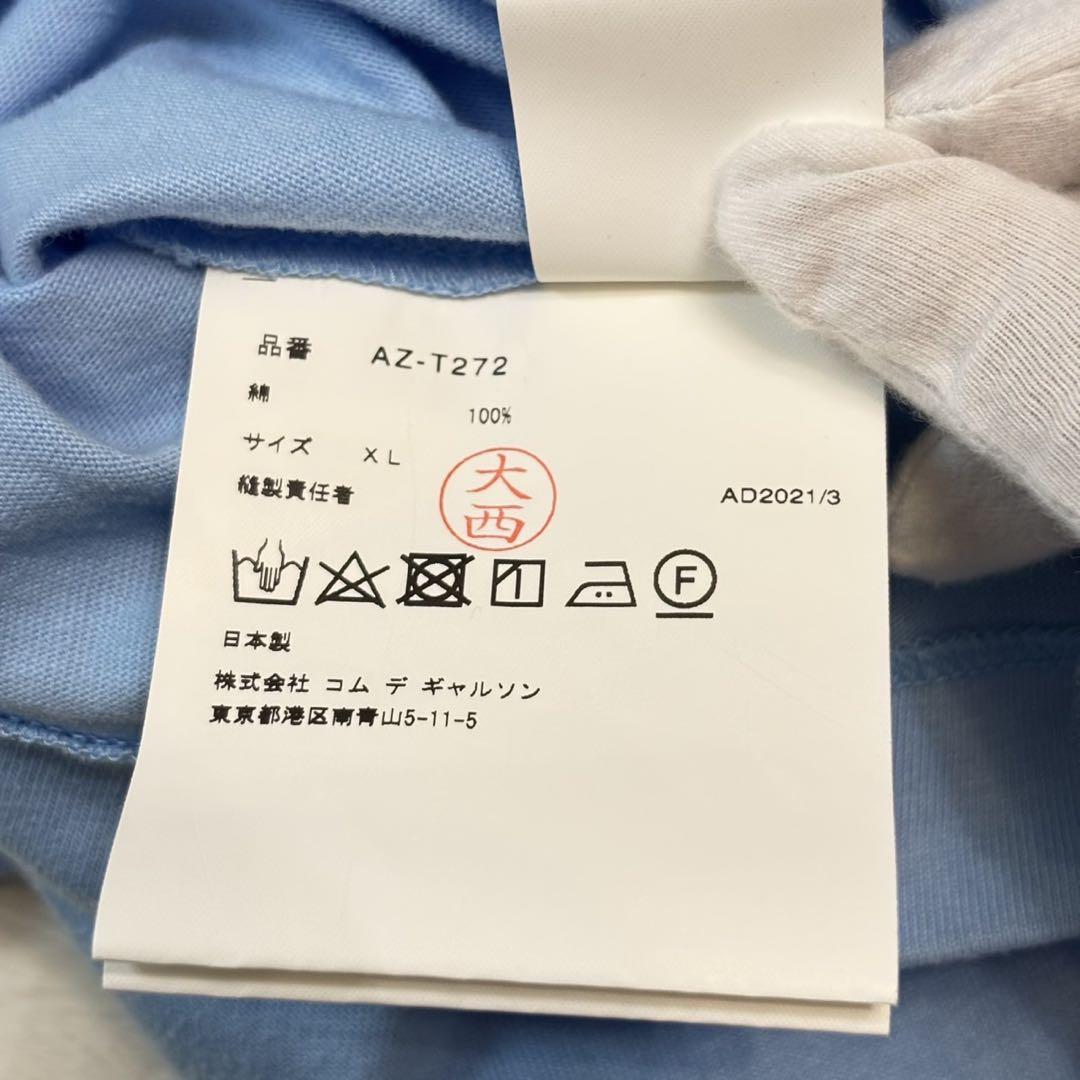 品番 AZ-T272
綿 100%
サイズ XL
縫製責任者 大西 AD2021/3
F
日本製
株式会社 コム デ ギャルソン
東京都港区南青山5-11-5